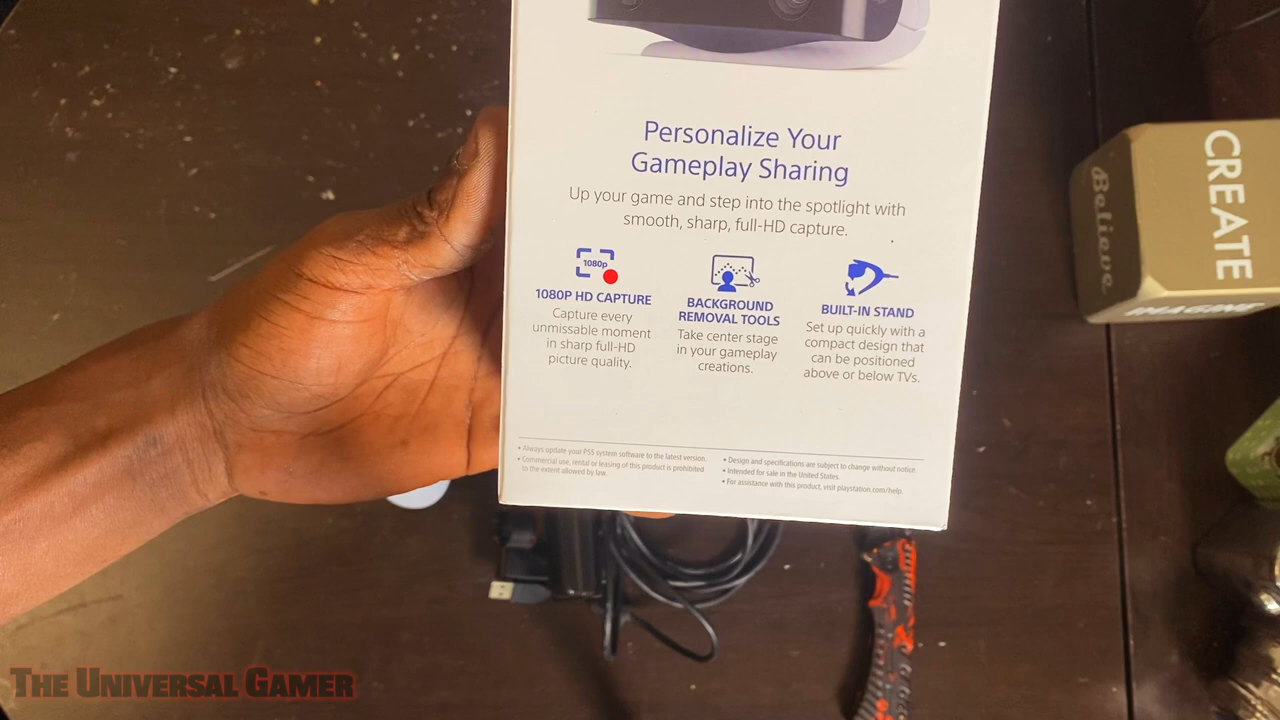 Personalize Your
Gameplay Sharing
Up your game and step into the spotlight with
smooth, sharp, full-HD capture.
1080p
1080P HD CAPTURE
Capture every
unmissable moment
in sharp full-HD
picture quality.
BACKGROUND
REMOVAL TOOLS
Take center stage
in your gameplay
creations.
BUILT-IN STAND
Set up quickly with a
compact design that
can be positioned
above or below TVs.
• Always update your PS5 system software to the latest version.
• Commercial use, rental or leasing of this product is prohibited
to the extent allowed by law.
• Design and specifications are subject to change without notice.
• Intended for sale in the United States.
• For assistance with this product, visit playstation.com/help.
CREATE
Believe
IMAGINE
THE UNIVERSAL GAMER